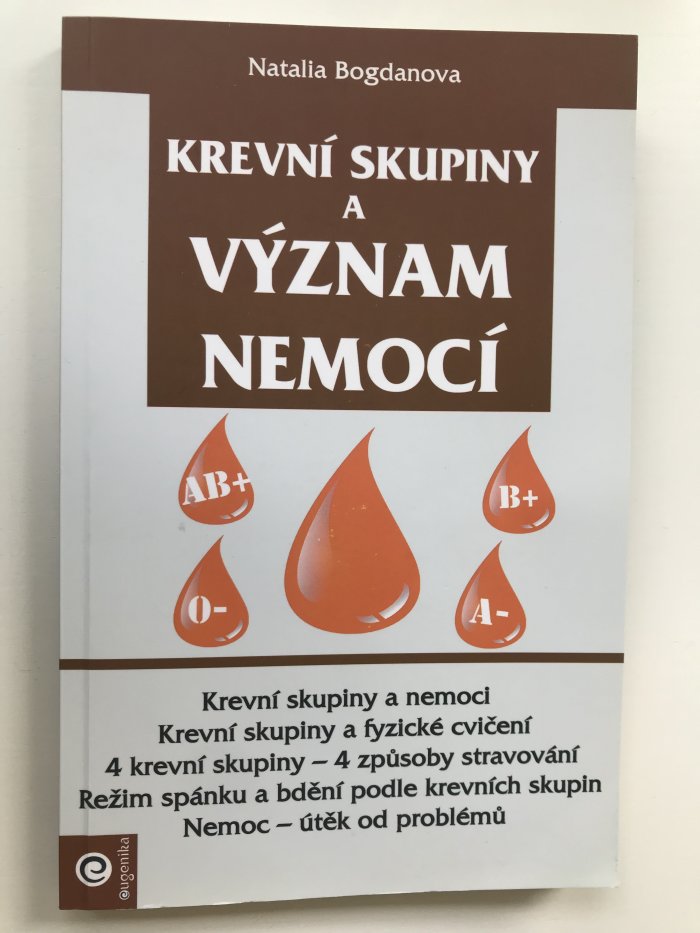 Natalia Bogdanova
KREVNÍ SKUPINY
A
VÝZNAM
NEMOCÍ
AB+
B+
O-
A-
Krevní skupiny a nemoci
Krevní skupiny a fyzické cvičení
4 krevní skupiny – 4 způsoby stravování
Režim spánku a bdění podle krevních skupin
Nemoc – útěk od problémů
eugenika